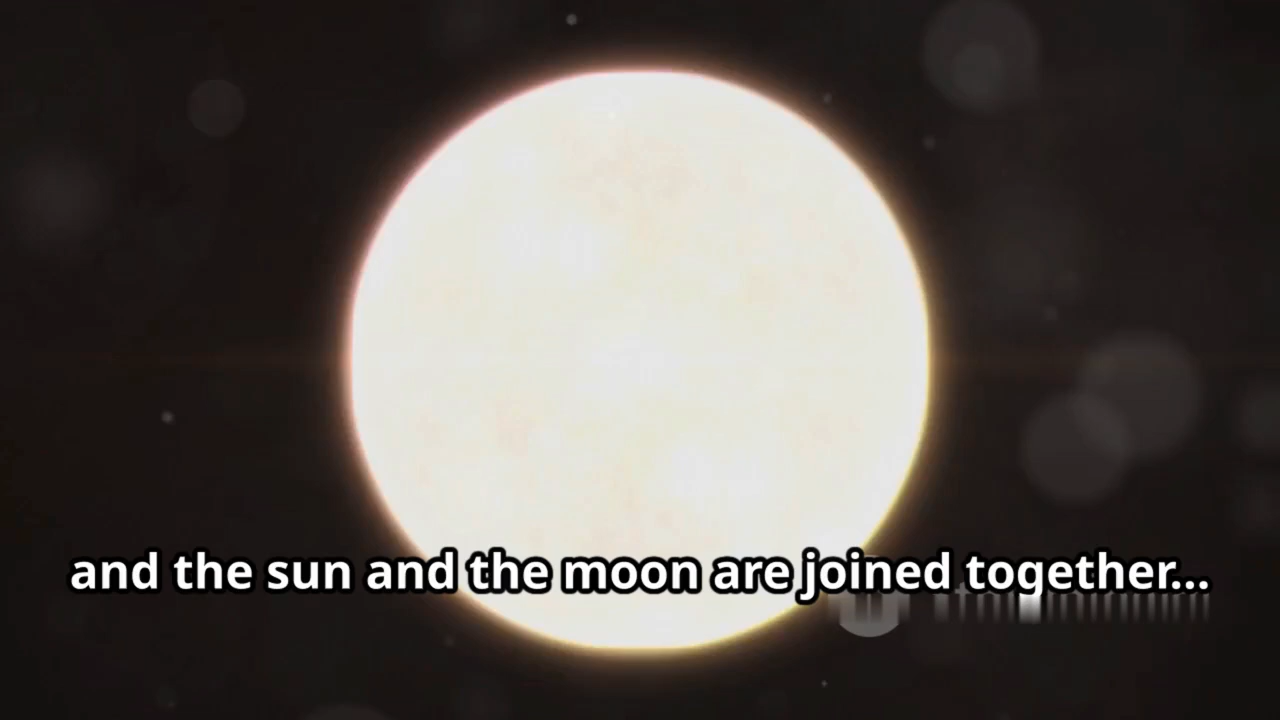 and the sun and the moon are joined together...